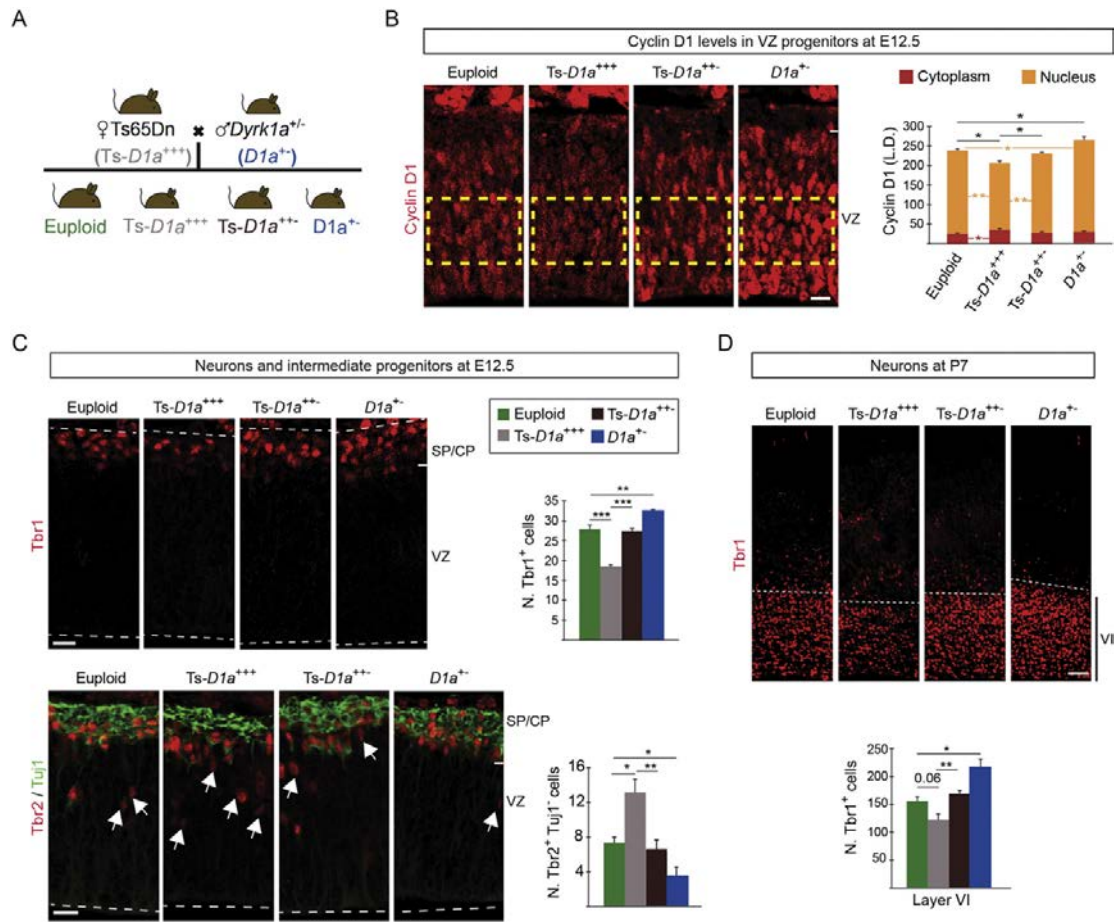 A
♀Ts65Dn × ♂Dyrk1a+/-
(Ts-D1a+++) (D1a+-)
Euploid Ts-D1a+++ Ts-D1a++- D1a+-
B
Cyclin D1 levels in VZ progenitors at E12.5
Euploid Ts-D1a+++ Ts-D1a++- D1a+-
Cyclin D1
VZ
Cytoplasm Nucleus
Cyclin D1 (L.D.)
300
250
200
150
100
50
* * * * ** ** *
Euploid Ts-D1a+++ Ts-D1a++- D1a+-
C
Neurons and intermediate progenitors at E12.5
Euploid Ts-D1a+++ Ts-D1a++- D1a+-
Tbr1
SP/CP
VZ
Euploid Ts-D1a++-
Ts-D1a+++ D1a+-
N. Tbr1+ cells
35
30
25
20
15
10
5
**
*** ***
Euploid Ts-D1a+++ Ts-D1a++- D1a+-
Tbr2 / Tuj1
SP/CP
VZ
N. Tbr2+ Tuj1- cells
16
12
8
4
*
* **
D
Neurons at P7
Euploid Ts-D1a+++ Ts-D1a++- D1a+-
Tbr1
VI
N. Tbr1+ cells
250
200
150
100
50
*
0.06 **
Layer VI